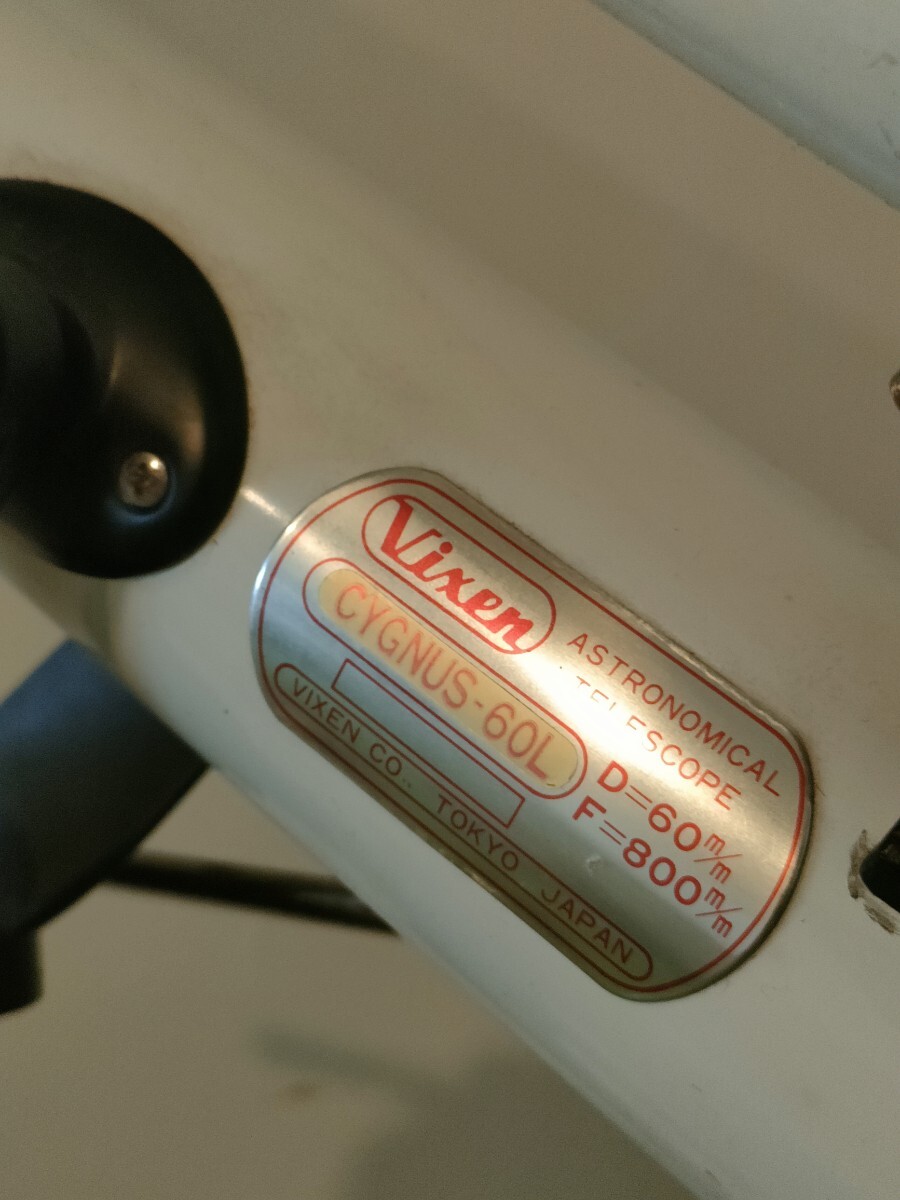 Vixen
CYGNUS-60L
VIXEN CO., TOKYO JAPAN
ASTRONOMICAL
TELESCOPE
D=60m/m
F=800m/m